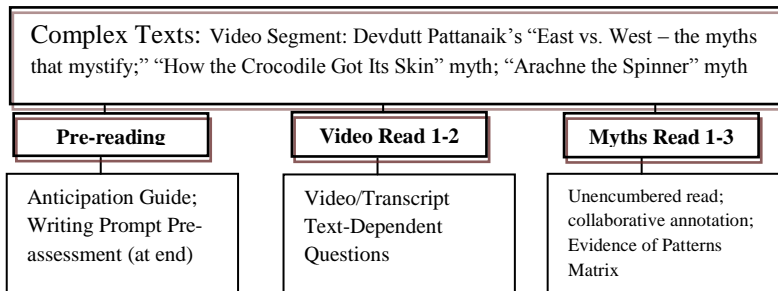 Complex Texts: Video Segment: Devdutt Pattanaik’s “East vs. West – the myths
that mystify;” “How the Crocodile Got Its Skin” myth; “Arachne the Spinner” myth
Pre-reading
Video Read 1-2
Myths Read 1-3
Anticipation Guide;
Writing Prompt Pre-
assessment (at end)
Video/Transcript
Text-Dependent
Questions
Unencumbered read;
collaborative annotation;
Evidence of Patterns
Matrix